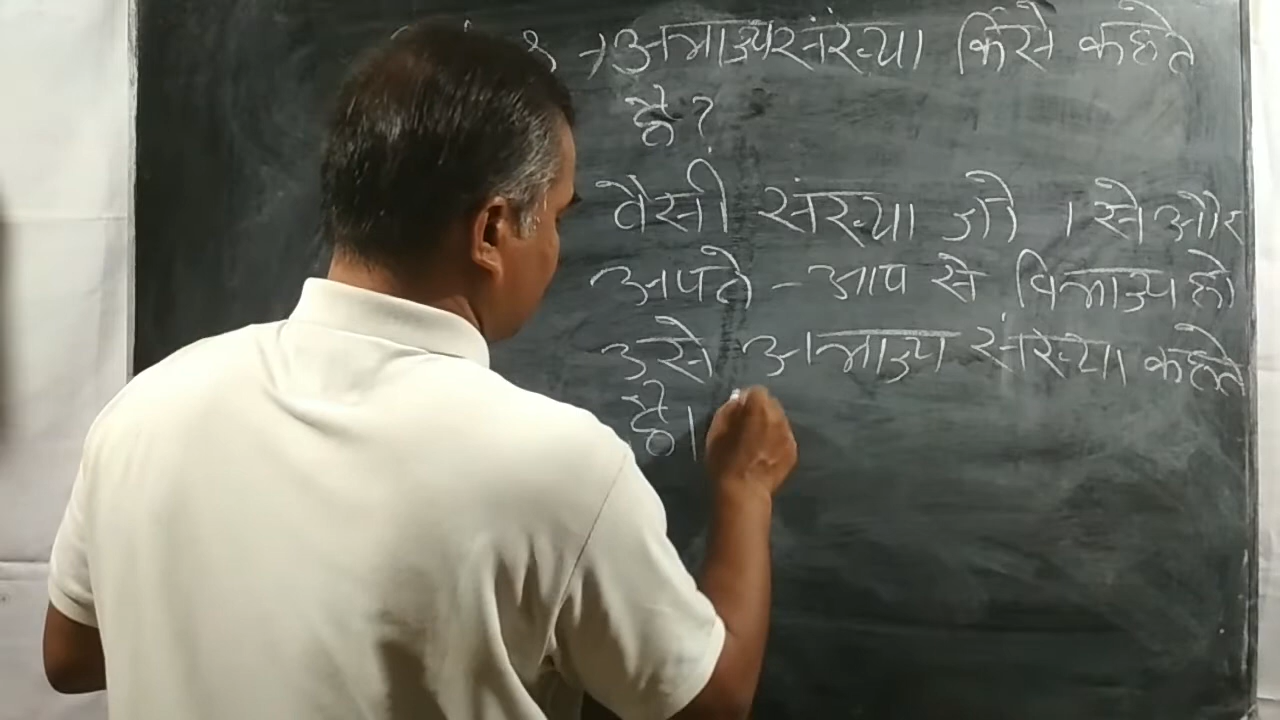 अभाज्य संख्या किसे कहते
है?
वैसी संख्या जो 1 से और
अपने-आप से विभाज्य हो
उसे अभाज्य संख्या कहते
है।